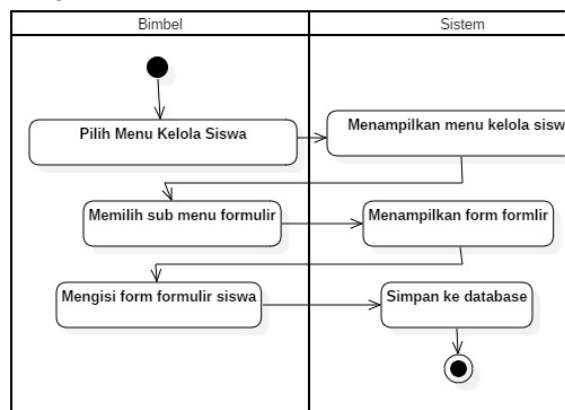 Bimbel
Sistem
Pilih Menu Kelola Siswa
Menampilkan menu kelola sisw
Memilih sub menu formulir
Menampilkan form formlir
Mengisi form formulir siswa
Simpan ke database